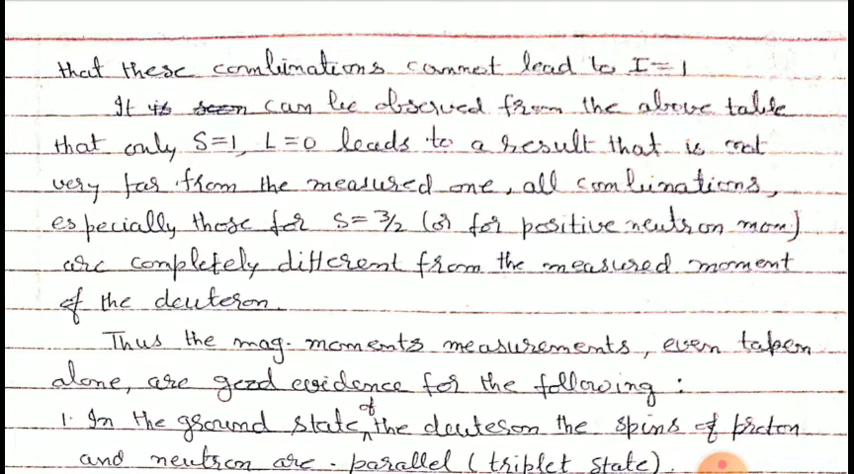 that these combinations cannot lead to I=1
It is seen can be observed from the above table
that only S=1, L=0 leads to a result that is not
very far from the measured one, all combinations,
especially those for S=3/2 (or for positive neutron mom)
are completely different from the measured moment
of the deuteron.
Thus the mag. moments measurements, even taken
alone, are good evidence for the following :
1. In the ground state of the deuteron the spins of proton
and neutron are parallel (triplet state).